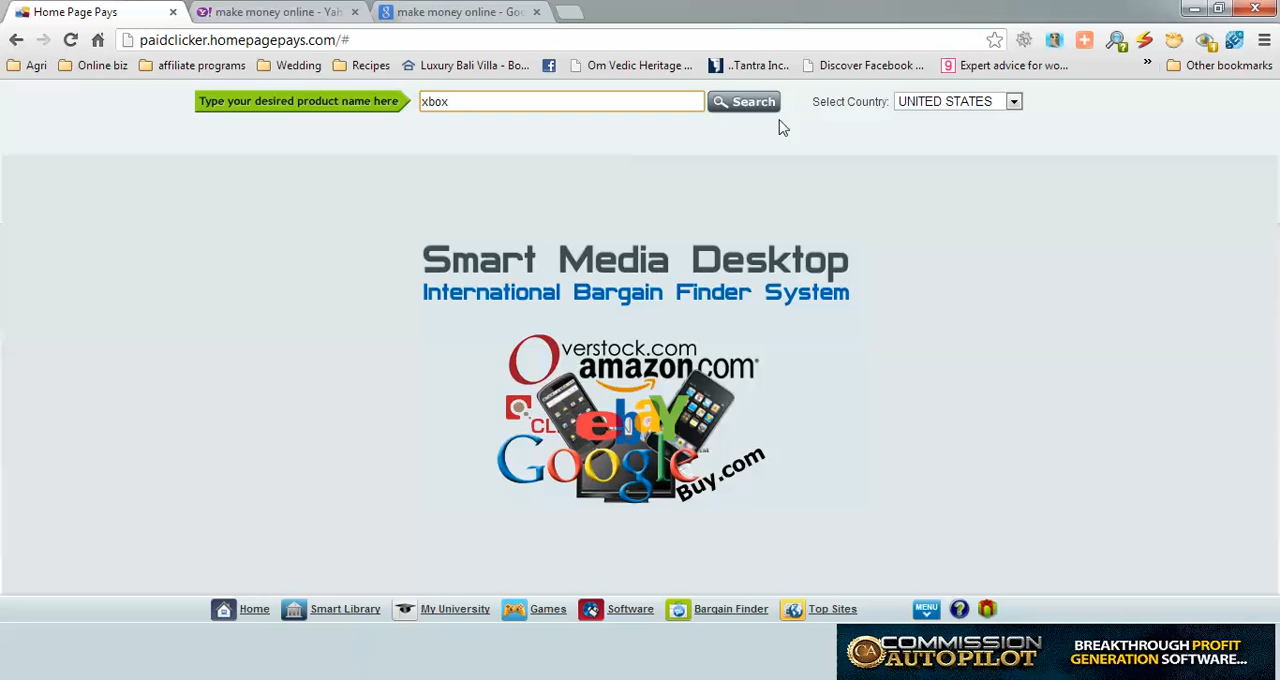 Home Page Pays
make money online - Yah
make money online - Goo
paidclicker.homepagepays.com/#
Agri
Online biz
affiliate programs
Wedding
Recipes
Luxury Bali Villa - Bo...
Om Vedic Heritage ...
..Tantra Inc..
Discover Facebook ...
9
Expert advice for wo...
»
Other bookmarks
Type your desired product name here
xbox
Search
Select Country:
UNITED STATES
Smart Media Desktop
International Bargain Finder System
Overstock.com
amazon.com
ebay
Google
Buy.com
Home
Smart Library
My University
Games
Software
Bargain Finder
Top Sites
MENU
?
CA
COMMISSION
AUTOPILOT
BREAKTHROUGH PROFIT
GENERATION SOFTWARE...